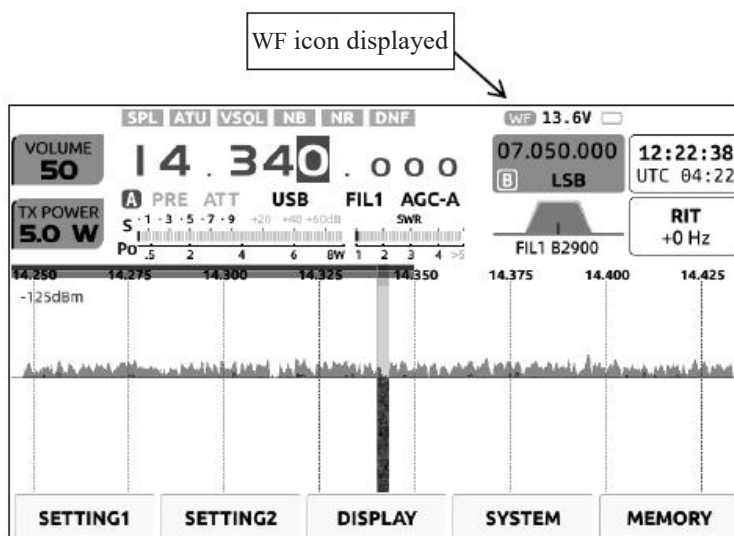 WF icon displayed
SPL ATU VSQL NB NR DNF WF 13.6V
VOLUME
50
14.340.000
07.050.000
B LSB
12:22:38
UTC 04:22
A PRE ATT USB FIL1 AGC-A
TX POWER
5.0 W
S ·1 ·3 ·5 ·7 ·9 +20 +40 +60dB SWR
Po .5 2 4 6 8W 1 2 3 4 >5
FIL1 B2900
RIT
+0 Hz
14.250 14.275 14.300 14.325 14.350 14.375 14.400 14.425
-125dBm
SETTING1 SETTING2 DISPLAY SYSTEM MEMORY